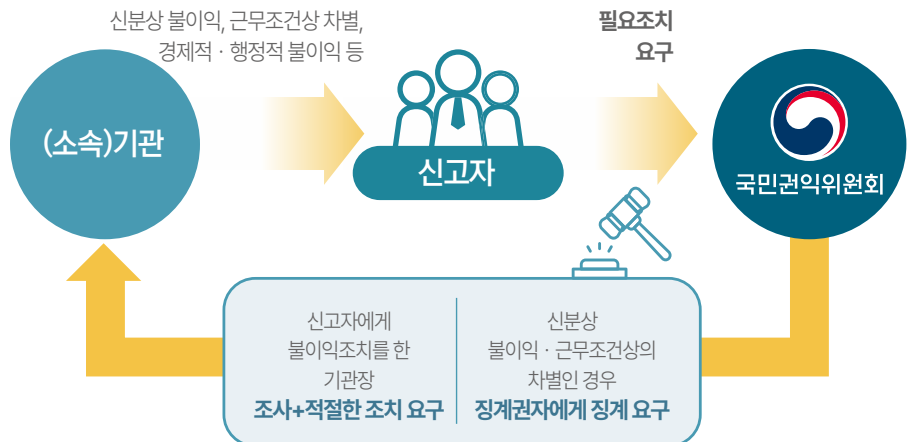 신분상 불이익, 근무조건상 차별,
경제적 · 행정적 불이익 등
필요조치
요구
(소속)기관
신고자
국민권익위원회
신고자에게
불이익조치를 한
기관장
조사+적절한 조치 요구
신분상
불이익 · 근무조건상의
차별인 경우
징계권자에게 징계 요구